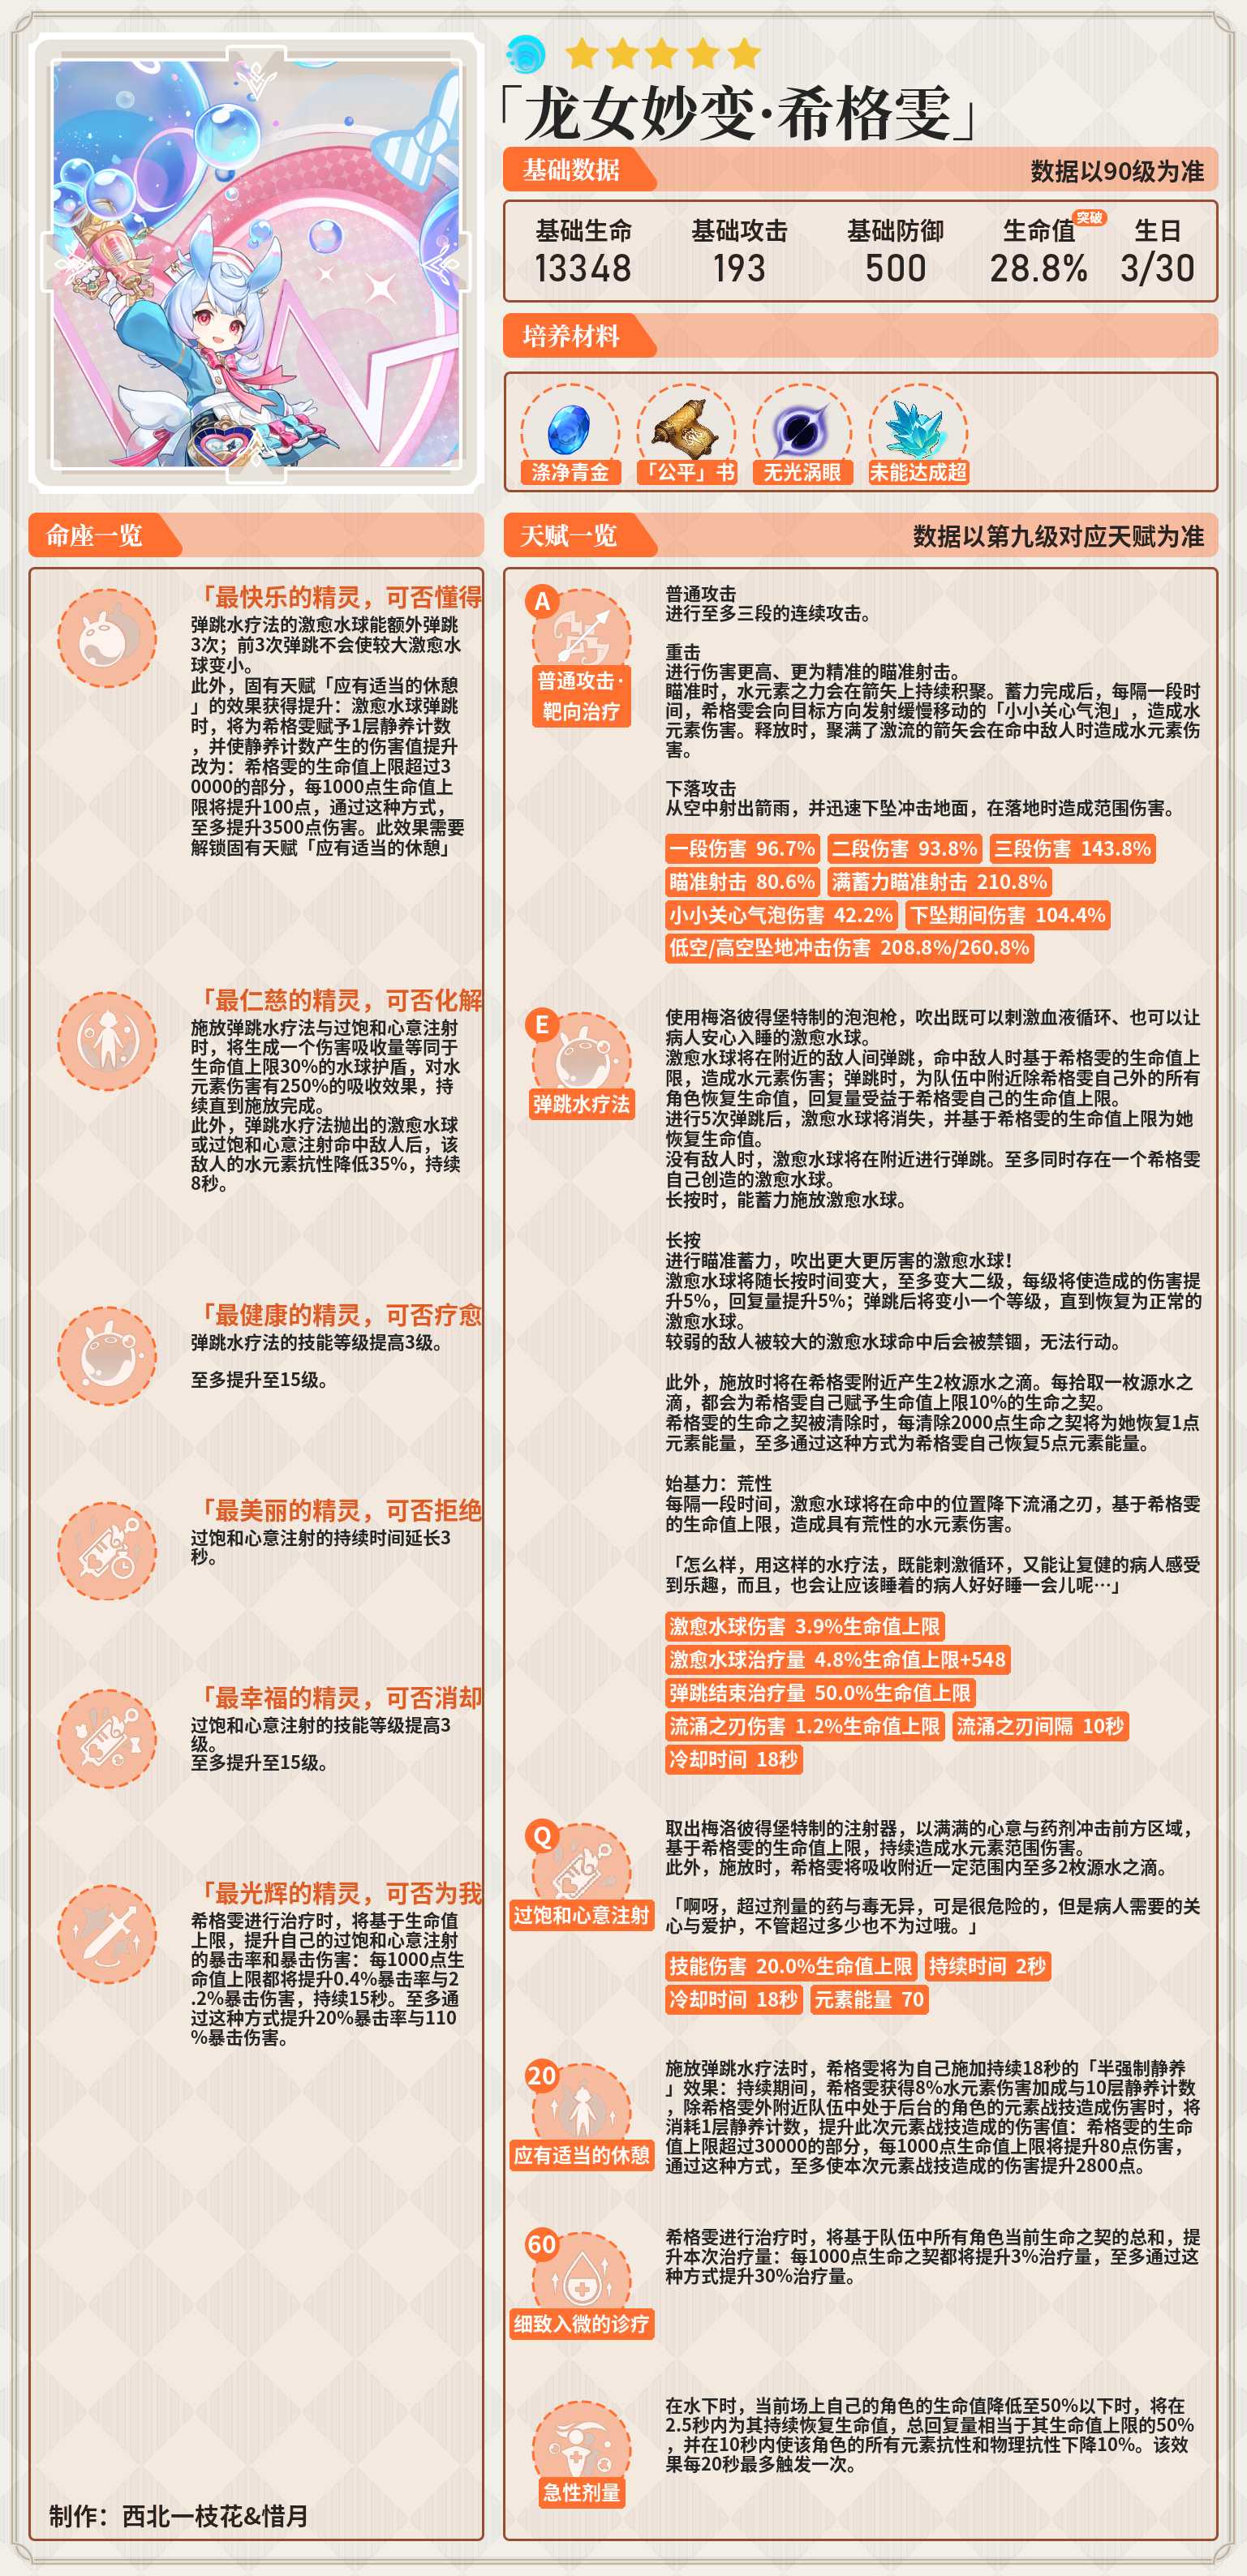 「龙女妙变·希格雯」
基础数据
数据以90级为准
基础生命
基础攻击
基础防御
生命值
突破
生日
13348
193
500
28.8%
3/30
培养材料
涤净青金
「公平」书
无光涡眼
未能达成超
命座一览
「最快乐的精灵，可否懂得
弹跳水疗法的激愈水球能额外弹跳
3次；前3次弹跳不会使较大激愈水
球变小。
此外，固有天赋「应有适当的休憩
」的效果获得提升：激愈水球弹跳
时，将为希格雯赋予1层静养计数
，并使静养计数产生的伤害值提升
改为：希格雯的生命值上限超过3
0000的部分，每1000点生命值上
限将提升100点，通过这种方式，
至多提升3500点伤害。此效果需要
解锁固有天赋「应有适当的休憩」
「最仁慈的精灵，可否化解
施放弹跳水疗法与过饱和心意注射
时，将生成一个伤害吸收量等同于
生命值上限30%的水球护盾，对水
元素伤害有250%的吸收效果，持
续直到施放完成。
此外，弹跳水疗法抛出的激愈水球
或过饱和心意注射命中敌人后，该
敌人的水元素抗性降低35%，持续
8秒。
「最健康的精灵，可否疗愈
弹跳水疗法的技能等级提高3级。
至多提升至15级。
「最美丽的精灵，可否拒绝
过饱和心意注射的持续时间延长3
秒。
「最幸福的精灵，可否消却
过饱和心意注射的技能等级提高3
级。
至多提升至15级。
「最光辉的精灵，可否为我
希格雯进行治疗时，将基于生命值
上限，提升自己的过饱和心意注射
的暴击率和暴击伤害：每1000点生
命值上限都将提升0.4%暴击率与2
.2%暴击伤害，持续15秒。至多通
过这种方式提升20%暴击率与110
%暴击伤害。
制作：西北一枝花&惜月
天赋一览
数据以第九级对应天赋为准
A
普通攻击·
靶向治疗
普通攻击
进行至多三段的连续攻击。
重击
进行伤害更高、更为精准的瞄准射击。
瞄准时，水元素之力会在箭矢上持续积聚。蓄力完成后，每隔一段时
间，希格雯会向目标方向发射缓慢移动的「小小关心气泡」，造成水
元素伤害。释放时，聚满了激流的箭矢会在命中敌人时造成水元素伤
害。
下落攻击
从空中射出箭雨，并迅速下坠冲击地面，在落地时造成范围伤害。
一段伤害 96.7% 二段伤害 93.8% 三段伤害 143.8%
瞄准射击 80.6% 满蓄力瞄准射击 210.8%
小小关心气泡伤害 42.2% 下坠期间伤害 104.4%
低空/高空坠地冲击伤害 208.8%/260.8%
E
弹跳水疗法
使用梅洛彼得堡特制的泡泡枪，吹出既可以刺激血液循环、也可以让
病人安心入睡的激愈水球。
激愈水球将在附近的敌人间弹跳，命中敌人时基于希格雯的生命值上
限，造成水元素伤害；弹跳时，为队伍中附近除希格雯自己外的所有
角色恢复生命值，回复量受益于希格雯自己的生命值上限。
进行5次弹跳后，激愈水球将消失，并基于希格雯的生命值上限为她
恢复生命值。
没有敌人时，激愈水球将在附近进行弹跳。至多同时存在一个希格雯
自己创造的激愈水球。
长按时，能蓄力施放激愈水球。
长按
进行瞄准蓄力，吹出更大更厉害的激愈水球！
激愈水球将随长按时间变大，至多变大二级，每级将使造成的伤害提
升5%，回复量提升5%；弹跳后将变小一个等级，直到恢复为正常的
激愈水球。
较弱的敌人被较大的激愈水球命中后会被禁锢，无法行动。
此外，施放时将在希格雯附近产生2枚源水之滴。每拾取一枚源水之
滴，都会为希格雯自己赋予生命值上限10%的生命之契。
希格雯的生命之契被清除时，每清除2000点生命之契将为她恢复1点
元素能量，至多通过这种方式为希格雯自己恢复5点元素能量。
始基力：荒性
每隔一段时间，激愈水球将在命中的位置降下流涌之刃，基于希格雯
的生命值上限，造成具有荒性的水元素伤害。
「怎么样，用这样的水疗法，既能刺激循环，又能让复健的病人感受
到乐趣，而且，也会让应该睡着的病人好好睡一会儿呢…」
激愈水球伤害 3.9%生命值上限
激愈水球治疗量 4.8%生命值上限+548
弹跳结束治疗量 50.0%生命值上限
流涌之刃伤害 1.2%生命值上限 流涌之刃间隔 10秒
冷却时间 18秒
Q
过饱和心意注射
取出梅洛彼得堡特制的注射器，以满满的心意与药剂冲击前方区域，
基于希格雯的生命值上限，持续造成水元素范围伤害。
此外，施放时，希格雯将吸收附近一定范围内至多2枚源水之滴。
「啊呀，超过剂量的药与毒无异，可是很危险的，但是病人需要的关
心与爱护，不管超过多少也不为过哦。」
技能伤害 20.0%生命值上限 持续时间 2秒
冷却时间 18秒 元素能量 70
20
应有适当的休憩
施放弹跳水疗法时，希格雯将为自己施加持续18秒的「半强制静养
」效果：持续期间，希格雯获得8%水元素伤害加成与10层静养计数
，除希格雯外附近队伍中处于后台的角色的元素战技造成伤害时，将
消耗1层静养计数，提升此次元素战技造成的伤害值：希格雯的生命
值上限超过30000的部分，每1000点生命值上限将提升80点伤害，
通过这种方式，至多使本次元素战技造成的伤害提升2800点。
60
细致入微的诊疗
希格雯进行治疗时，将基于队伍中所有角色当前生命之契的总和，提
升本次治疗量：每1000点生命之契都将提升3%治疗量，至多通过这
种方式提升30%治疗量。
急性剂量
在水下时，当前场上自己的角色的生命值降低至50%以下时，将在
2.5秒内为其持续恢复生命值，总回复量相当于其生命值上限的50%
，并在10秒内使该角色的所有元素抗性和物理抗性下降10%。该效
果每20秒最多触发一次。